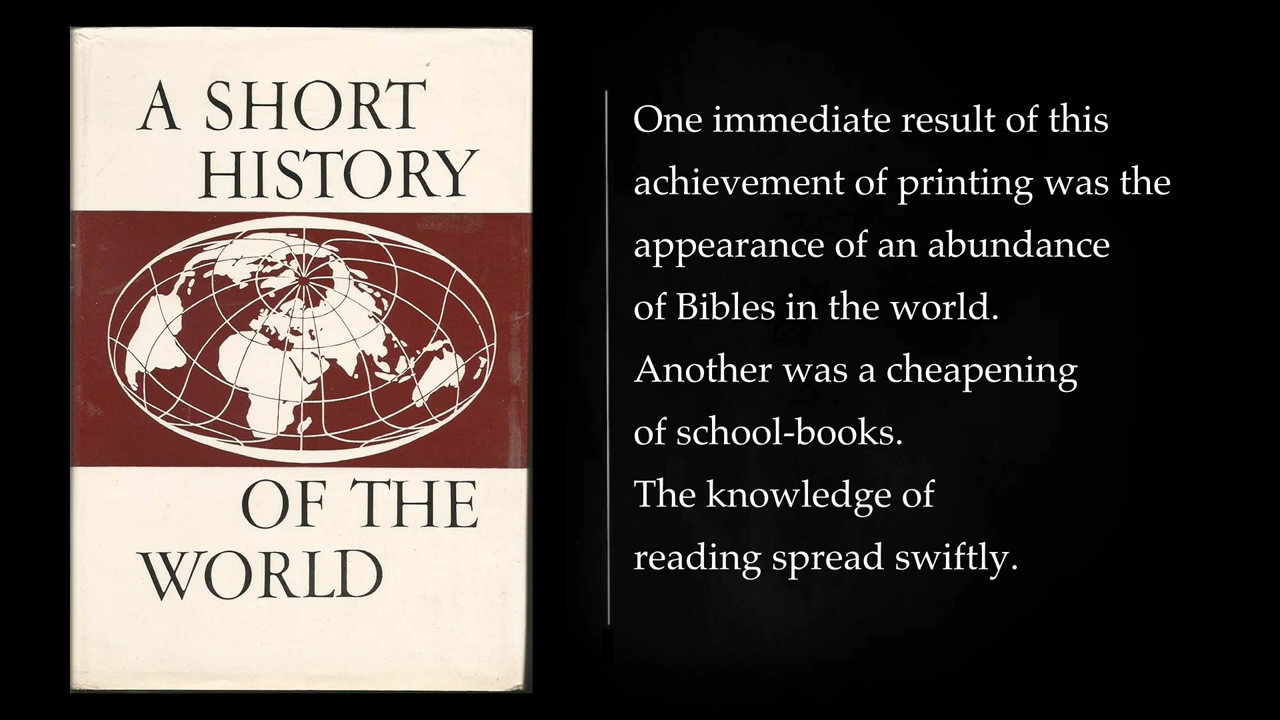 A SHORT
HISTORY
OF THE
WORLD
One immediate result of this
achievement of printing was the
appearance of an abundance
of Bibles in the world.
Another was a cheapening
of school-books.
The knowledge of
reading spread swiftly.